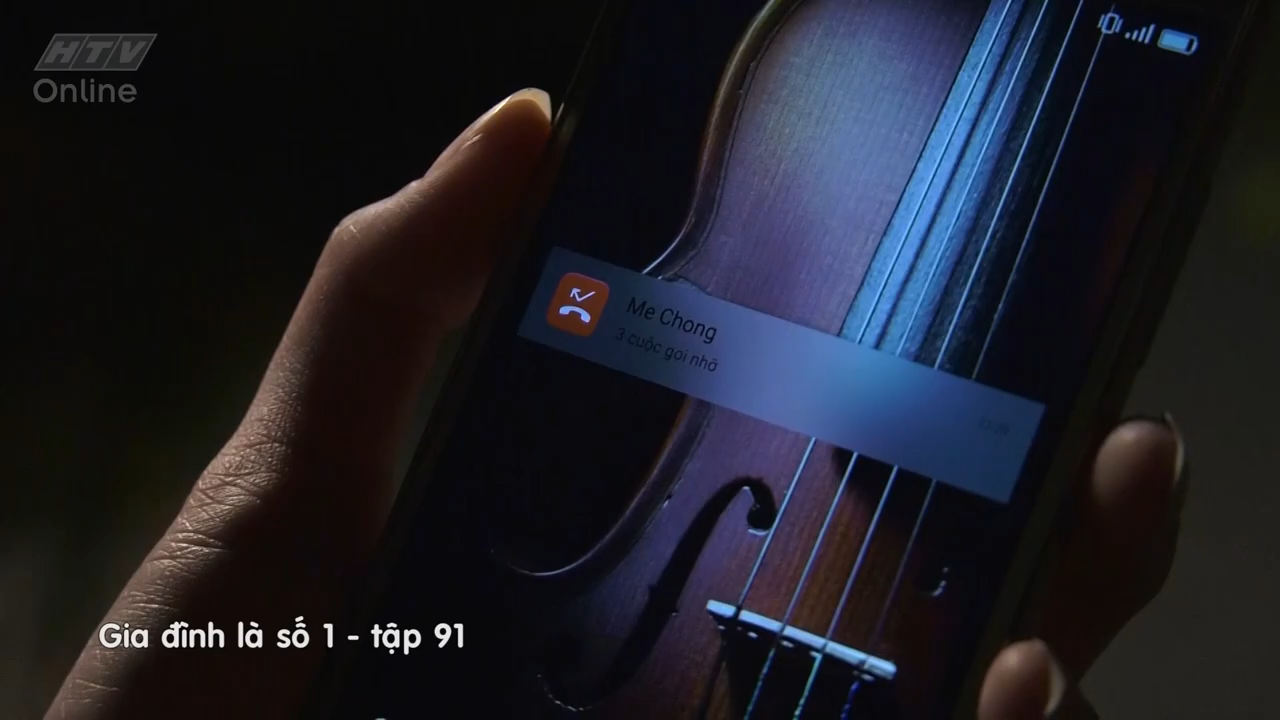 HTV
Online
Me Chong
3 cuộc gọi nhỡ
Gia đình là số 1 - tập 91